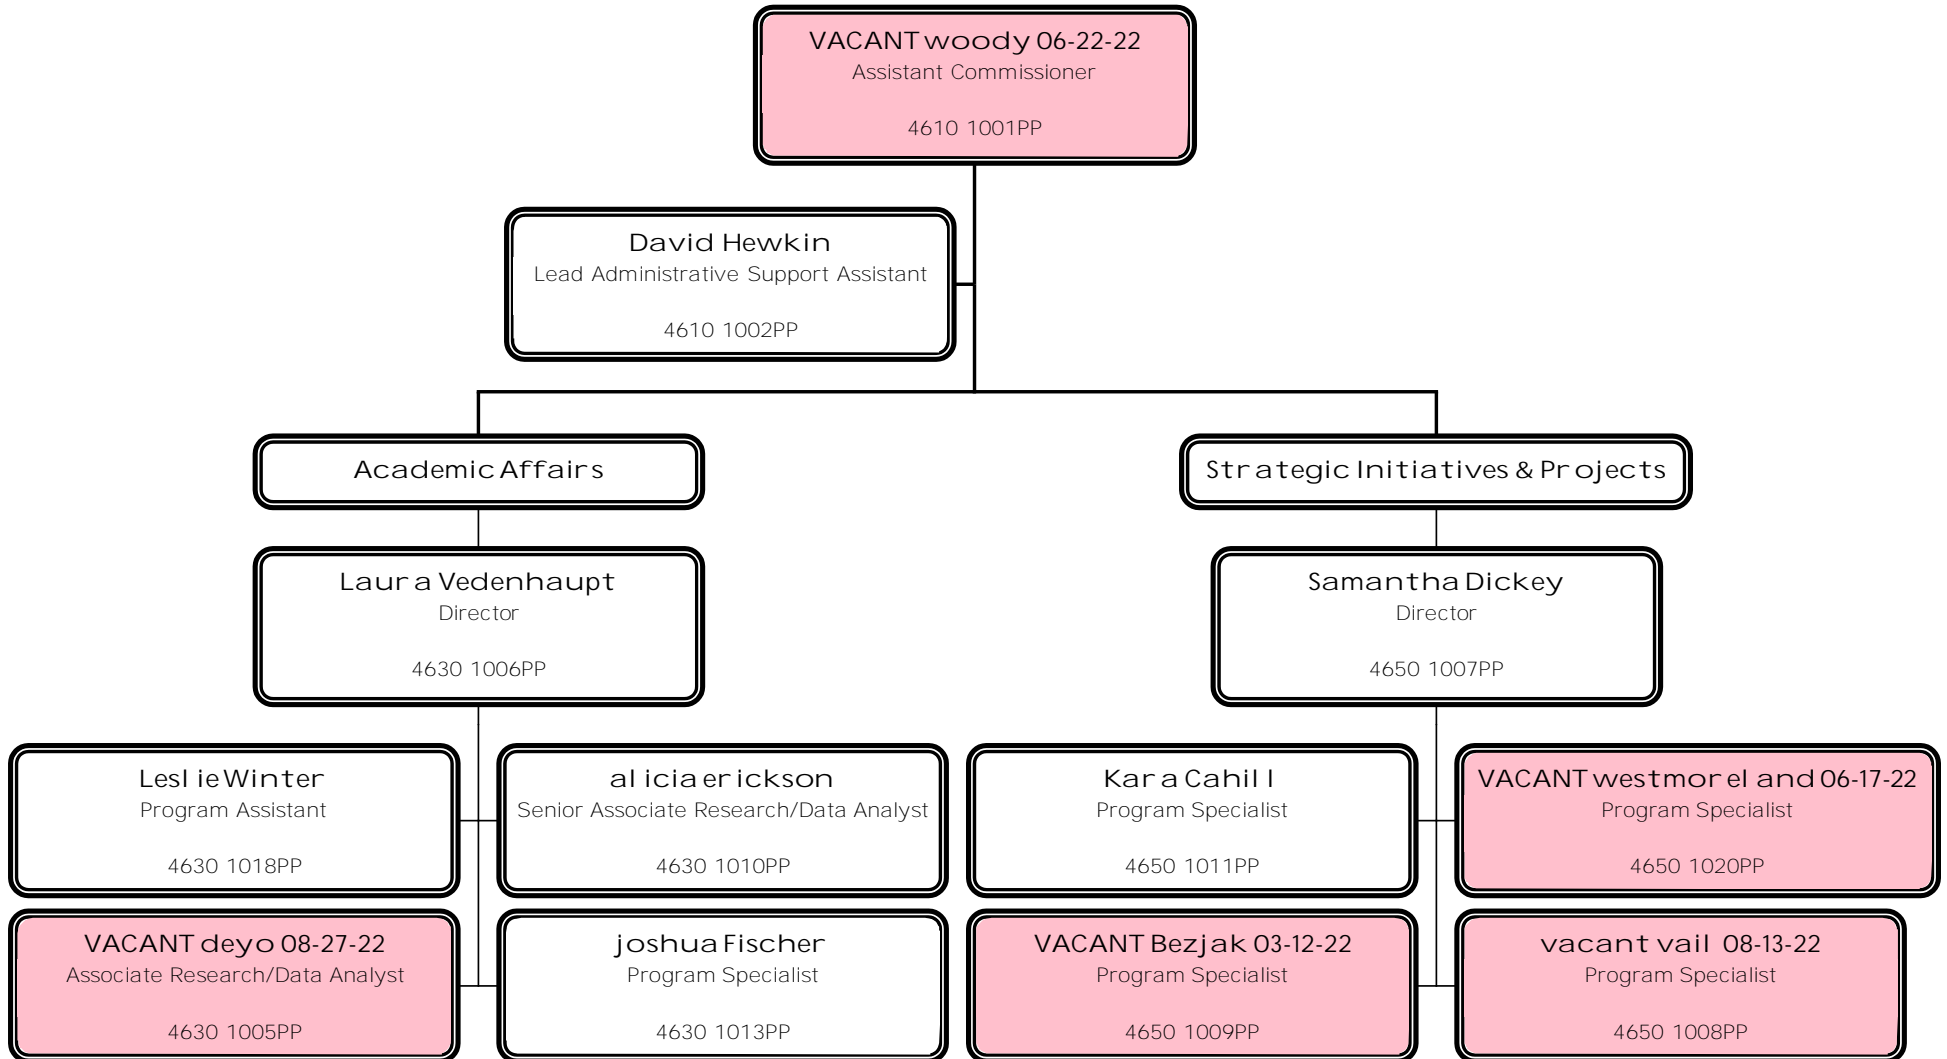 VACANT woody 06-22-22
Assistant Commissioner
4610 1001PP
David Hewkin
Lead Administrative Support Assistant
4610 1002PP
Academic Affairs
Strategic Initiatives & Projects
Laura Vedenhaupt
Director
4630 1006PP
Samantha Dickey
Director
4650 1007PP
Leslie Winter
Program Assistant
4630 1018PP
alicia erickson
Senior Associate Research/Data Analyst
4630 1010PP
Kara Cahill
Program Specialist
4650 1011PP
VACANT westmoreland 06-17-22
Program Specialist
4650 1020PP
VACANT deyo 08-27-22
Associate Research/Data Analyst
4630 1005PP
joshua Fischer
Program Specialist
4630 1013PP
VACANT Bezjak 03-12-22
Program Specialist
4650 1009PP
vacant vail 08-13-22
Program Specialist
4650 1008PP